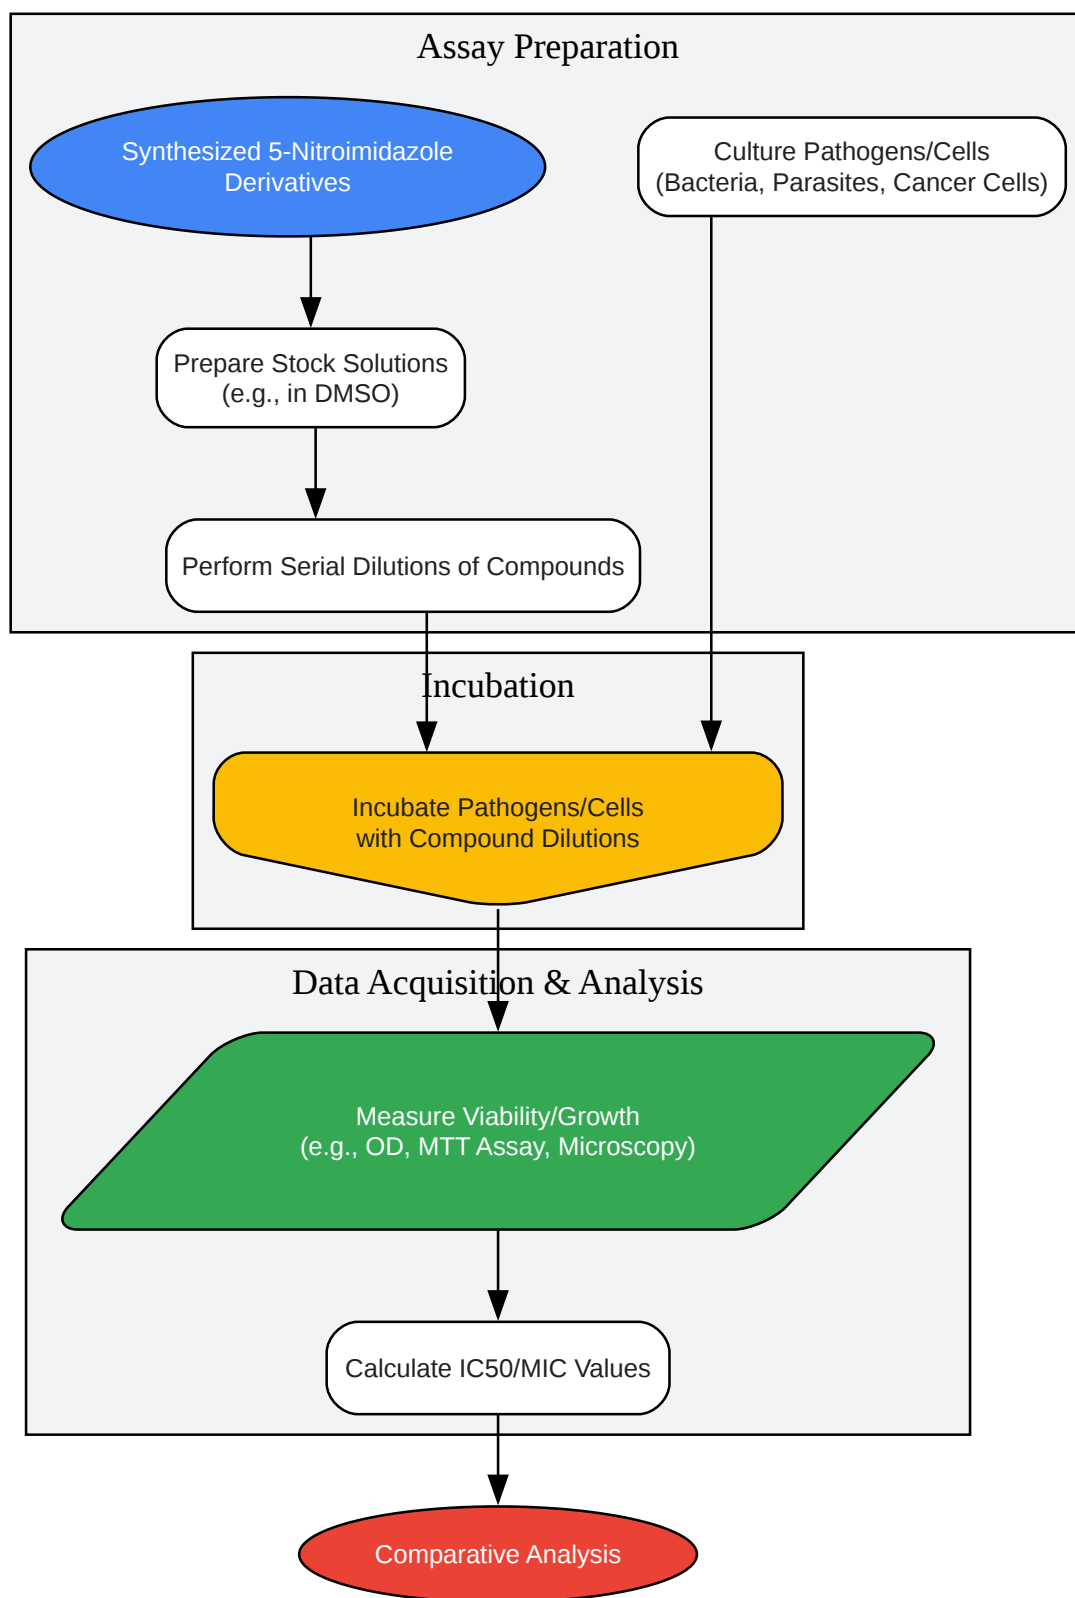 Assay Preparation
Synthesized 5-Nitroimidazole
Derivatives
Culture Pathogens/Cells
(Bacteria, Parasites, Cancer Cells)
Prepare Stock Solutions
(e.g., in DMSO)
Perform Serial Dilutions of Compounds
Incubation
Incubate Pathogens/Cells
with Compound Dilutions
Data Acquisition & Analysis
Measure Viability/Growth
(e.g., OD, MTT Assay, Microscopy)
Calculate IC50/MIC Values
Comparative Analysis